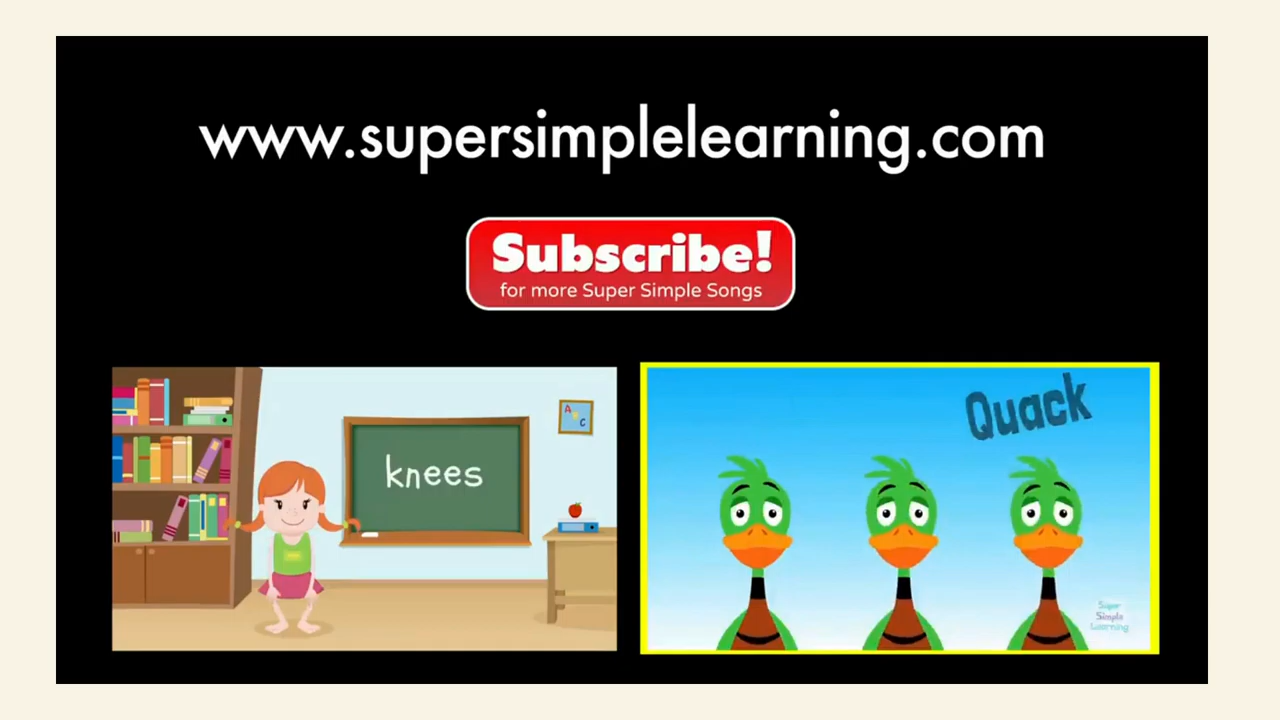 www.supersimplelearning.com
Subscribe!
for more Super Simple Songs
knees
A
C
Quack
Super
Simple
Learning